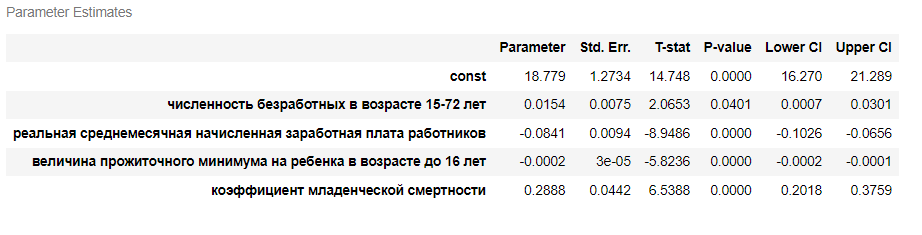 Parameter Estimates
Parameter Std. Err. T-stat P-value Lower CI Upper CI
const 18.779 1.2734 14.748 0.0000 16.270 21.289
численность безработных в возрасте 15-72 лет 0.0154 0.0075 2.0653 0.0401 0.0007 0.0301
реальная среднемесячная начисленная заработная плата работников -0.0841 0.0094 -8.9486 0.0000 -0.1026 -0.0656
величина прожиточного минимума на ребенка в возрасте до 16 лет -0.0002 3e-05 -5.8236 0.0000 -0.0002 -0.0001
коэффициент младенческой смертности 0.2888 0.0442 6.5388 0.0000 0.2018 0.3759